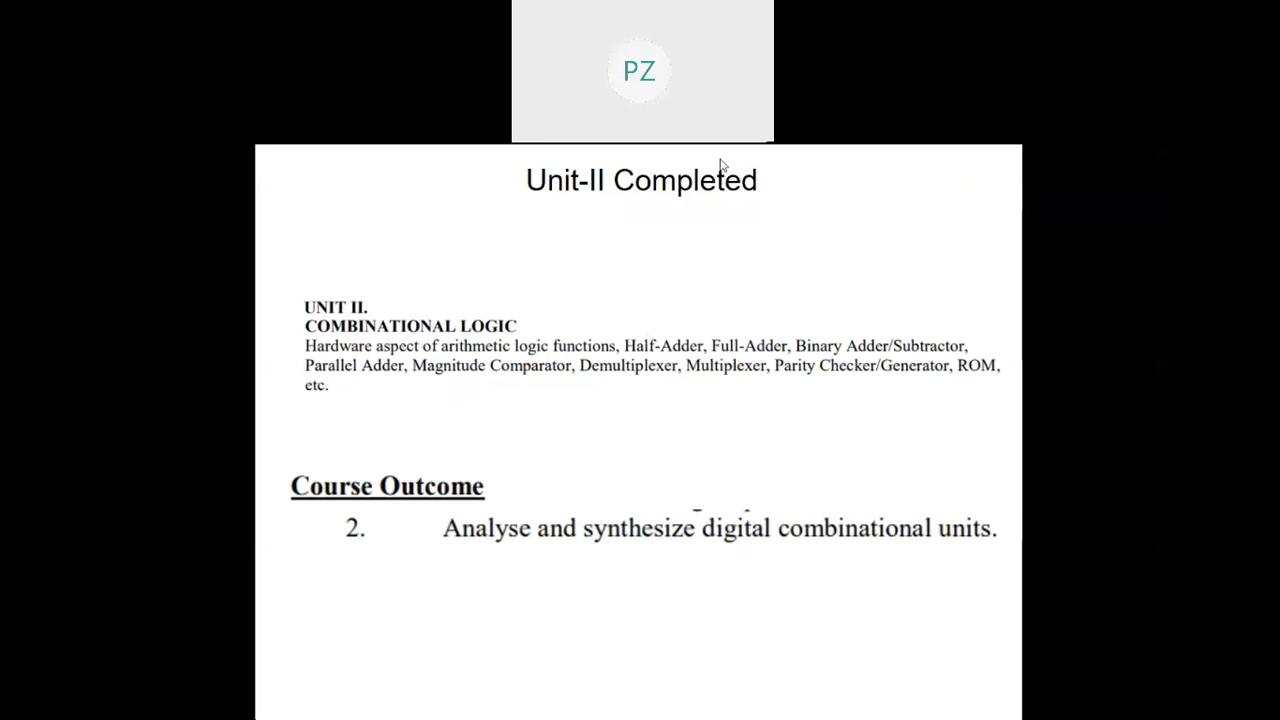 PZ
Unit-II Completed
UNIT II.
COMBINATIONAL LOGIC
Hardware aspect of arithmetic logic functions, Half-Adder, Full-Adder, Binary Adder/Subtractor,
Parallel Adder, Magnitude Comparator, Demultiplexer, Multiplexer, Parity Checker/Generator, ROM,
etc.
Course Outcome
2. Analyse and synthesize digital combinational units.